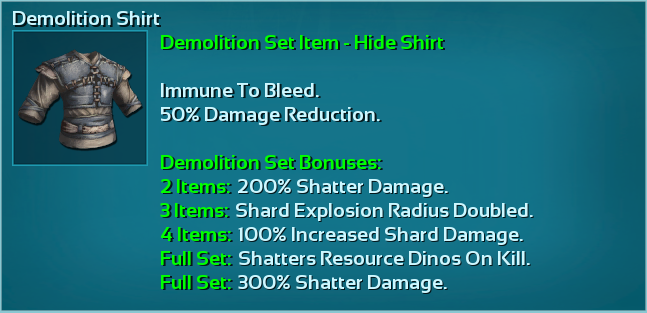 Demolition Shirt
Demolition Set Item - Hide Shirt
Immune To Bleed.
50% Damage Reduction.
Demolition Set Bonuses:
2 Items: 200% Shatter Damage.
3 Items: Shard Explosion Radius Doubled.
4 Items: 100% Increased Shard Damage.
Full Set: Shatters Resource Dinos On Kill.
Full Set: 300% Shatter Damage.